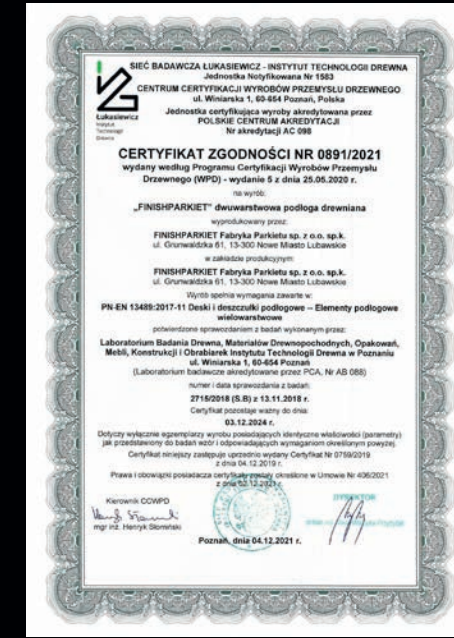 SIEĆ BADAWCZA ŁUKASIEWICZ - INSTYTUT TECHNOLOGII DREWNA
Jednostka Notyfikowana Nr 1583
CENTRUM CERTYFIKACJI WYROBÓW PRZEMYSŁU DRZEWNEGO
ul. Winiarska 1, 60-654 Poznań, Polska
Jednostka certyfikująca wyroby akredytowana przez
POLSKIE CENTRUM AKREDYTACJI
Nr akredytacji AC 098
Łukasiewicz
Instytut
Technologii
Drewna
CERTYFIKAT ZGODNOŚCI NR 0891/2021
wydany według Programu Certyfikacji Wyrobów Przemysłu
Drzewnego (WPD) - wydanie 5 z dnia 25.05.2020 r.
na wyrób:
„FINISHPARKIET" dwuwarstwowa podłoga drewniana
wyprodukowany przez:
FINISHPARKIET Fabryka Parkietu sp. z o.o. sp.k.
ul. Grunwaldzka 61, 13-300 Nowe Miasto Lubawskie
w zakładzie produkcyjnym:
FINISHPARKIET Fabryka Parkietu sp. z o.o. sp.k.
ul. Grunwaldzka 61, 13-300 Nowe Miasto Lubawskie
Wyrób spełnia wymagania zawarte w:
PN-EN 13489:2017-11 Deski i deszczułki podłogowe – Elementy podłogowe
wielowarstwowe
potwierdzone sprawozdaniem z badań wykonanym przez:
Laboratorium Badania Drewna, Materiałów Drewnopochodnych, Opakowań,
Mebli, Konstrukcji i Obrabiarek Instytutu Technologii Drewna w Poznaniu
ul. Winiarska 1, 60-654 Poznań
(Laboratorium badawcze akredytowane przez PCA, Nr AB 088)
numer i data sprawozdania z badań:
2715/2018 (S.B) z 13.11.2018 r.
Certyfikat pozostaje ważny do dnia:
03.12.2024 r.
Dotyczy wyłącznie egzemplarzy wyrobu posiadających identyczne właściwości (parametry)
jak przedstawiony do badań wzór i odpowiadających wymaganiom określonym powyżej.
Certyfikat niniejszy zastępuje uprzednio wydany Certyfikat Nr 0759/2019
z dnia 04.12.2019 r.
Prawa i obowiązki posiadacza certyfikatu zostały określone w Umowie Nr 406/2021
z dnia 02.12.2021 r.
Kierownik CCWPD
mgr inż. Henryk Słomiński
DYREKTOR
Poznań, dnia 04.12.2021 r.